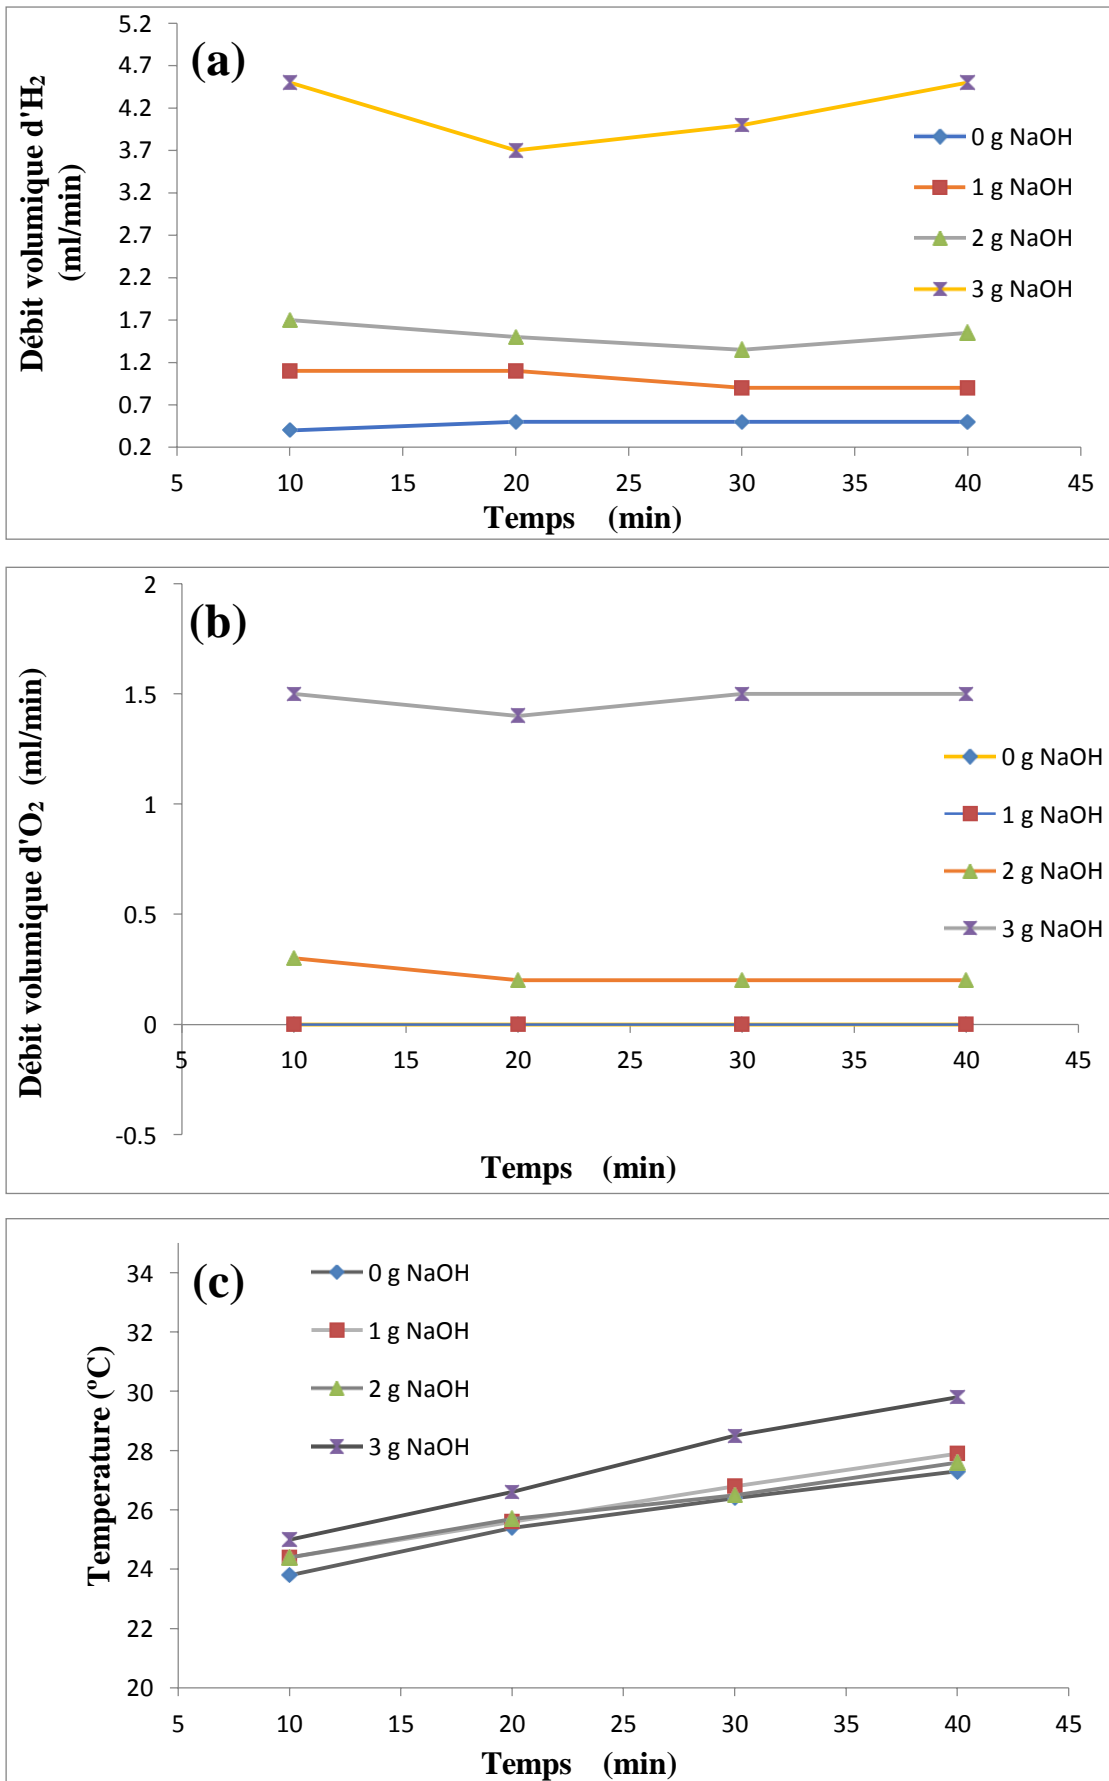 (a)
Débit volumique d'H₂
(ml/min)
5.2
4.7
4.2
3.7
3.2
2.7
2.2
1.7
1.2
0.7
0.2
0 g NaOH
1 g NaOH
2 g NaOH
3 g NaOH
5 10 15 20 25 30 35 40 45
Temps (min)
(b)
Débit volumique d'O₂ (ml/min)
2
1.5
1
0.5
0
-0.5
0 g NaOH
1 g NaOH
2 g NaOH
3 g NaOH
5 10 15 20 25 30 35 40 45
Temps (min)
(c)
Temperature (ºC)
34
32
30
28
26
24
22
20
0 g NaOH
1 g NaOH
2 g NaOH
3 g NaOH
5 10 15 20 25 30 35 40 45
Temps (min)